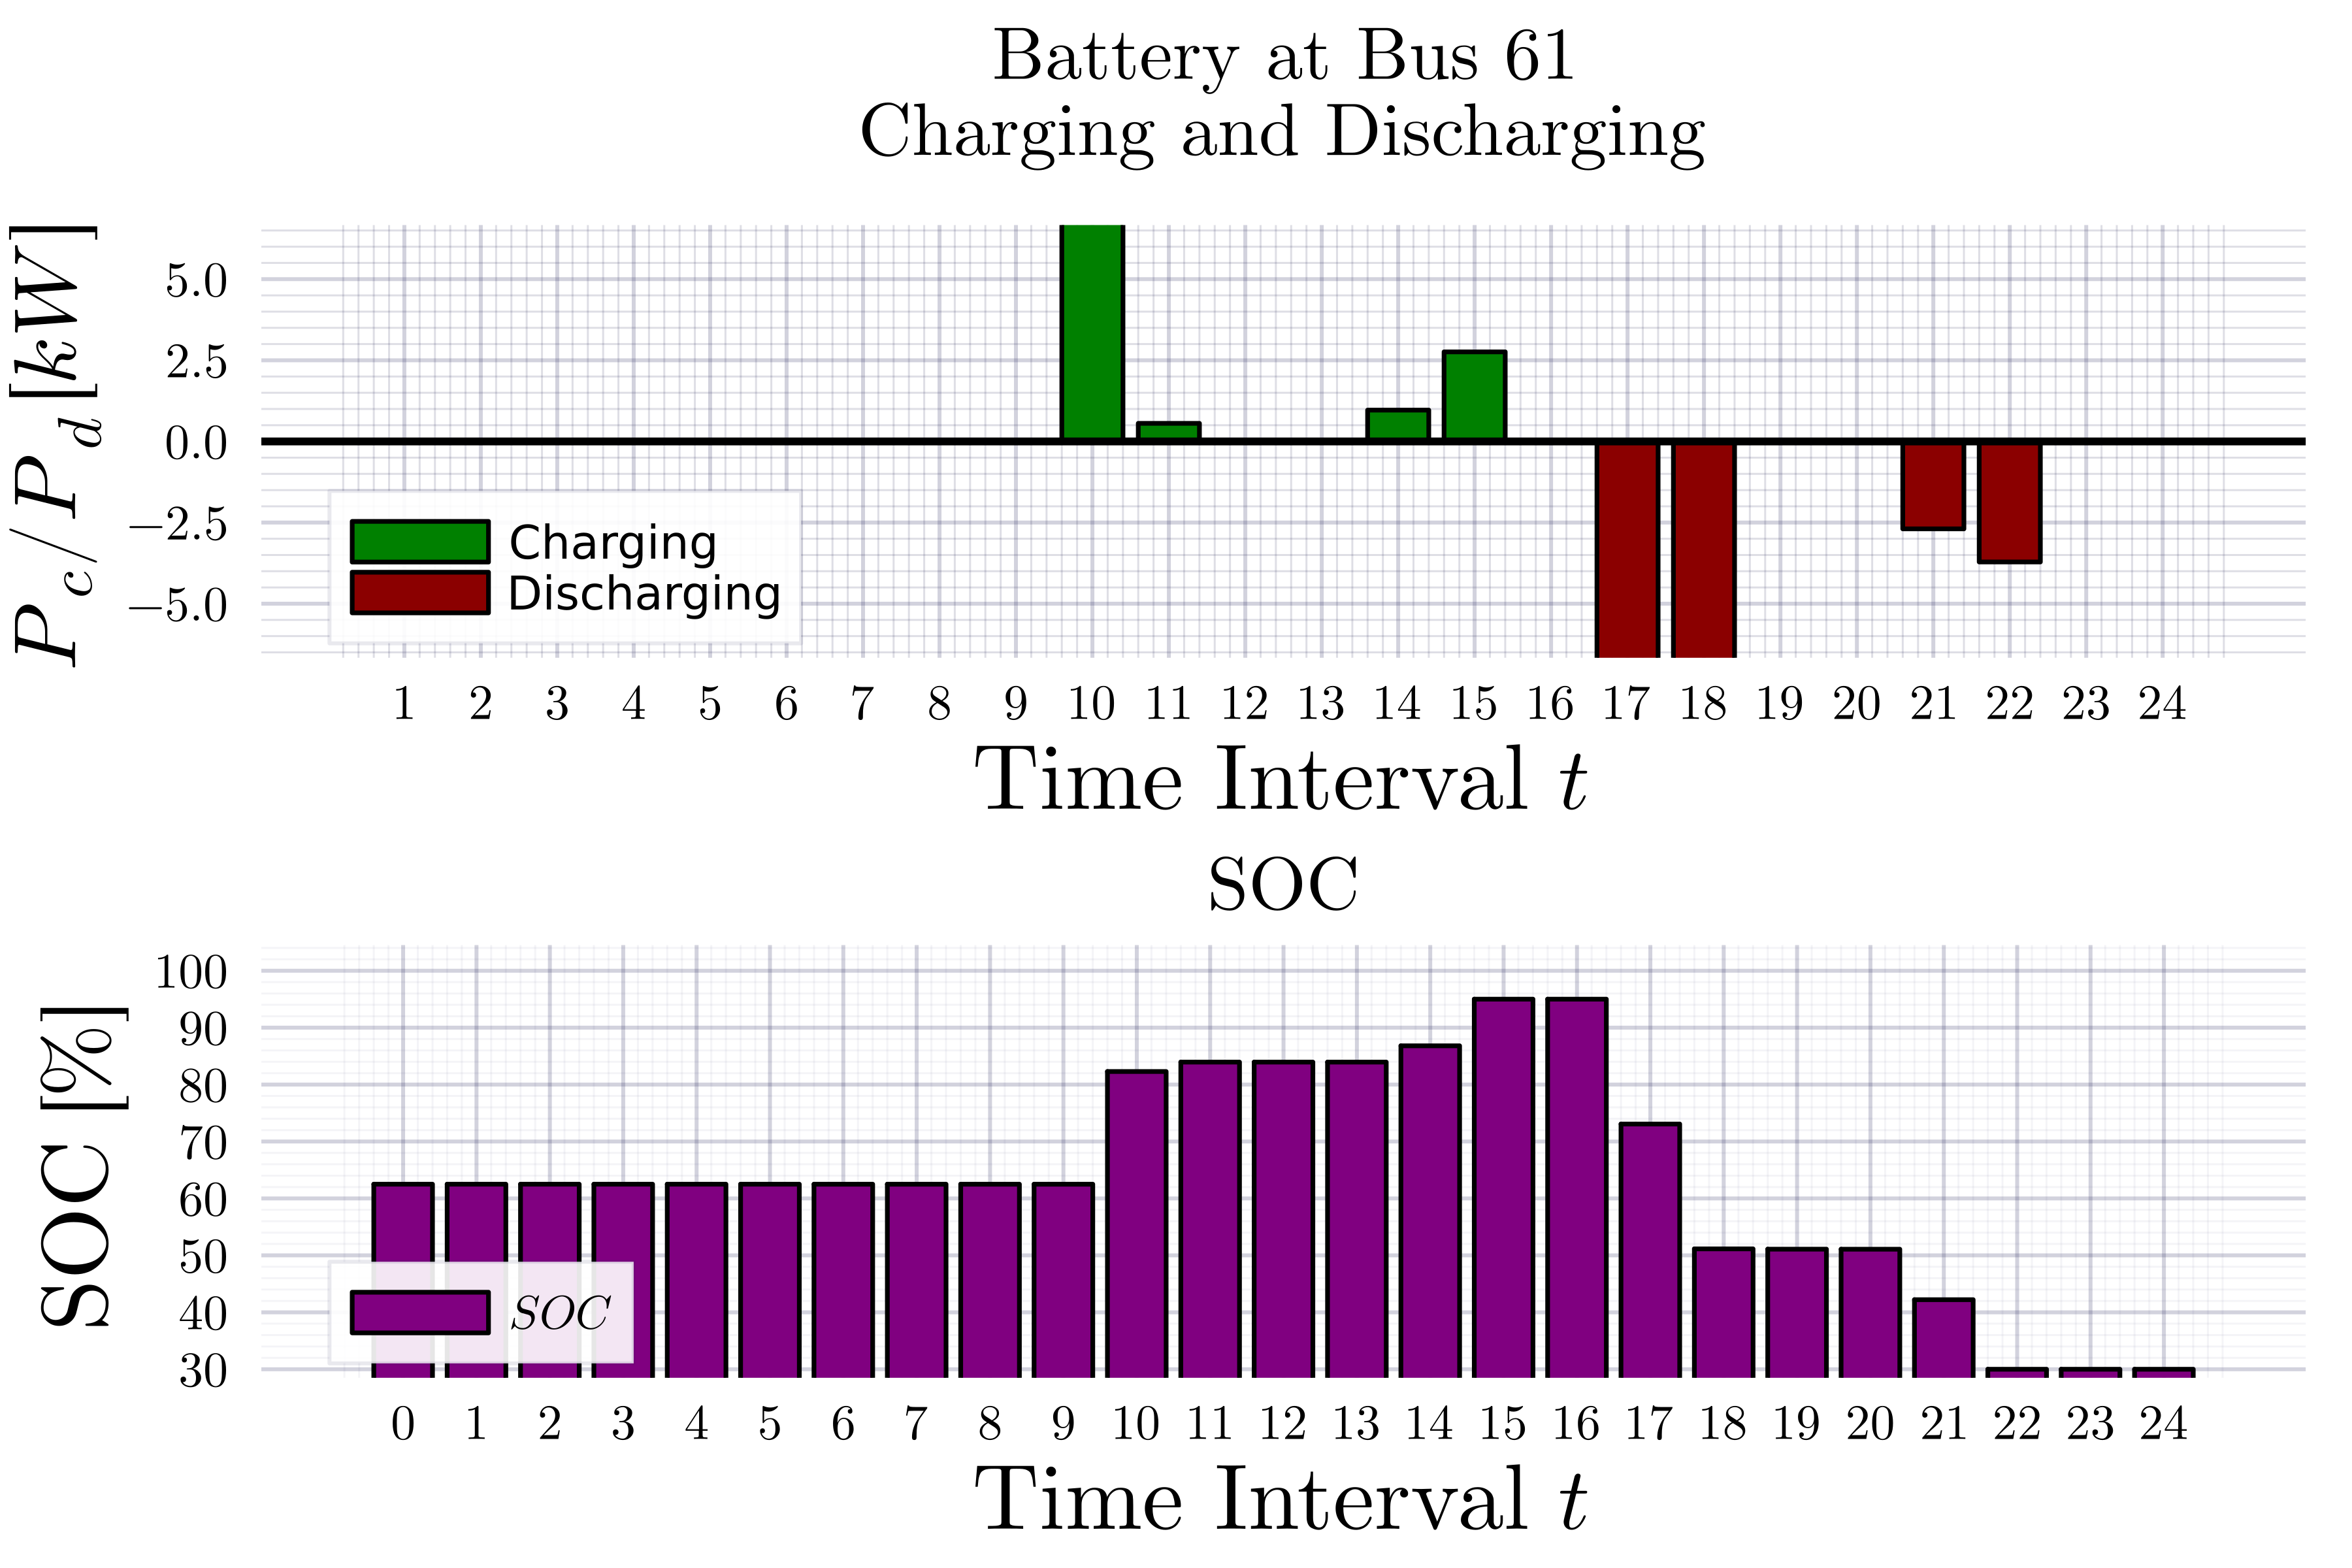 Battery at Bus 61
Charging and Discharging
P_c/P_d [kW]
5.0
2.5
0.0
−2.5
−5.0
Charging
Discharging
1 2 3 4 5 6 7 8 9 10 11 12 13 14 15 16 17 18 19 20 21 22 23 24
Time Interval t
SOC
SOC [%]
100
90
80
70
60
50
40
30
SOC
0 1 2 3 4 5 6 7 8 9 10 11 12 13 14 15 16 17 18 19 20 21 22 23 24
Time Interval t